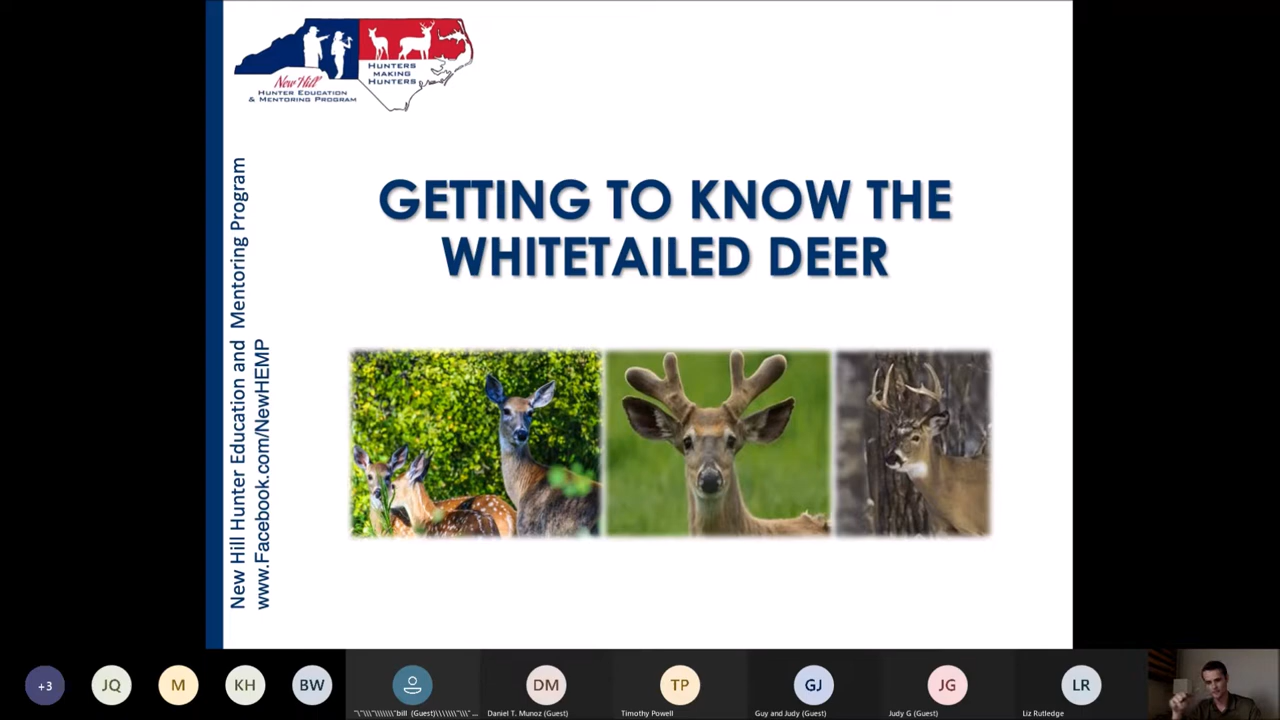 New Hill
HUNTER EDUCATION
& MENTORING PROGRAM
HUNTERS
MAKING
HUNTERS
New Hill Hunter Education and Mentoring Program
www.Facebook.com/NewHEMP
GETTING TO KNOW THE
WHITETAILED DEER
+3
JQ
M
KH
BW
"\"\"\\\\\\\"bill (Guest)\\\\\\\"\\\" ...
DM
Daniel T. Munoz (Guest)
TP
Timothy Powell
GJ
Guy and Judy (Guest)
JG
Judy G (Guest)
LR
Liz Rutledge